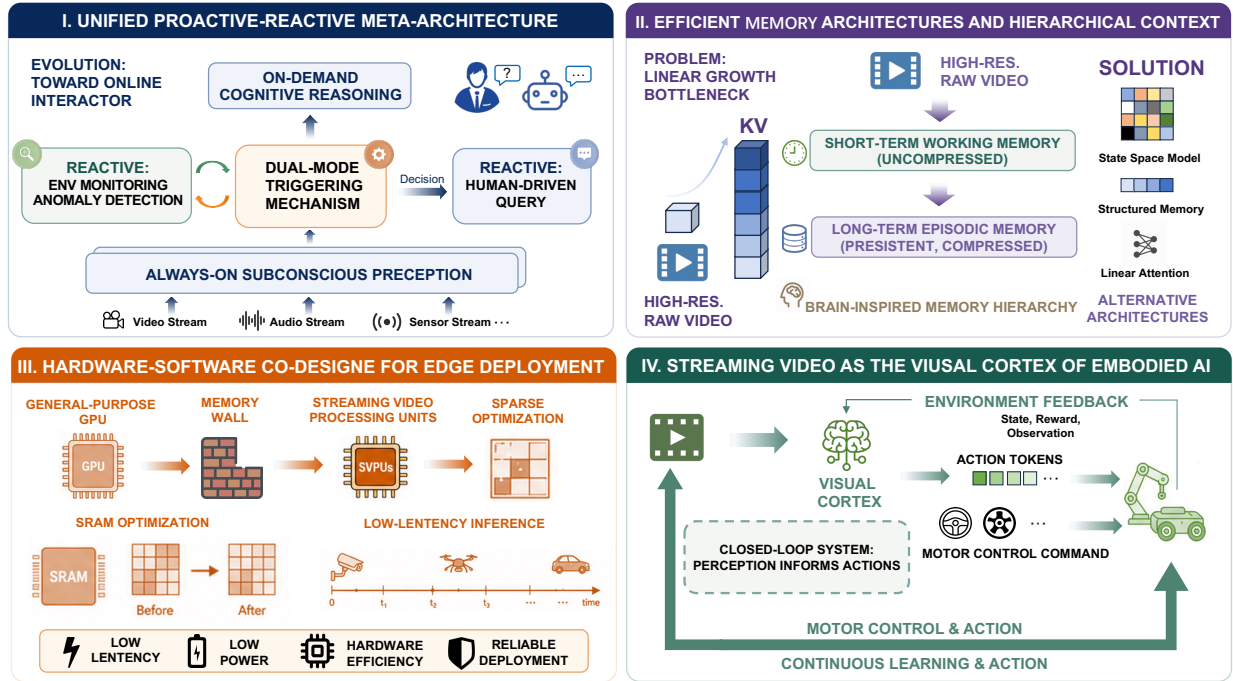 I. UNIFIED PROACTIVE-REACTIVE META-ARCHITECTURE
EVOLUTION:
TOWARD ONLINE
INTERACTOR
ON-DEMAND
COGNITIVE REASONING
?
...
REACTIVE:
ENV MONITORING
ANOMALY DETECTION
DUAL-MODE
TRIGGERING
MECHANISM
Decision
REACTIVE:
HUMAN-DRIVEN
QUERY
ALWAYS-ON SUBCONSCIOUS PRECEPTION
Video Stream
Audio Stream
Sensor Stream ···
II. EFFICIENT MEMORY ARCHITECTURES AND HIERARCHICAL CONTEXT
PROBLEM:
LINEAR GROWTH
BOTTLENECK
KV
HIGH-RES.
RAW VIDEO
HIGH-RES.
RAW VIDEO
SHORT-TERM WORKING MEMORY
(UNCOMPRESSED)
LONG-TERM EPISODIC MEMORY
(PRESISTENT, COMPRESSED)
BRAIN-INSPIRED MEMORY HIERARCHY
SOLUTION
State Space Model
Structured Memory
Linear Attention
ALTERNATIVE
ARCHITECTURES
III. HARDWARE-SOFTWARE CO-DESIGNE FOR EDGE DEPLOYMENT
GENERAL-PURPOSE
GPU
GPU
MEMORY
WALL
STREAMING VIDEO
PROCESSING UNITS
SVPUs
SPARSE
OPTIMIZATION
SRAM OPTIMIZATION
SRAM
Before
After
LOW-LENTENCY INFERENCE
0
t1
t2
t3
...
...
time
LOW
LENTENCY
LOW
POWER
HARDWARE
EFFICIENCY
RELIABLE
DEPLOYMENT
IV. STREAMING VIDEO AS THE VIUSAL CORTEX OF EMBODIED AI
ENVIRONMENT FEEDBACK
State, Reward,
Observation
VISUAL
CORTEX
ACTION TOKENS
···
···
MOTOR CONTROL COMMAND
CLOSED-LOOP SYSTEM:
PERCEPTION INFORMS ACTIONS
MOTOR CONTROL & ACTION
CONTINUOUS LEARNING & ACTION